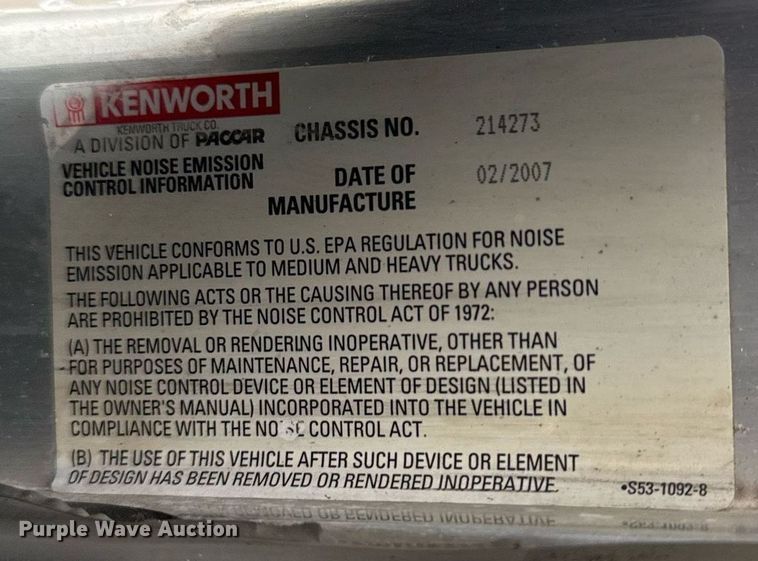 KENWORTH
KENWORTH TRUCK CO.
A DIVISION OF PACCAR
CHASSIS NO. 214273
VEHICLE NOISE EMISSION
CONTROL INFORMATION
DATE OF
MANUFACTURE 02/2007
THIS VEHICLE CONFORMS TO U.S. EPA REGULATION FOR NOISE
EMISSION APPLICABLE TO MEDIUM AND HEAVY TRUCKS.
THE FOLLOWING ACTS OR THE CAUSING THEREOF BY ANY PERSON
ARE PROHIBITED BY THE NOISE CONTROL ACT OF 1972:
(A) THE REMOVAL OR RENDERING INOPERATIVE, OTHER THAN
FOR PURPOSES OF MAINTENANCE, REPAIR, OR REPLACEMENT, OF
ANY NOISE CONTROL DEVICE OR ELEMENT OF DESIGN (LISTED IN
THE OWNER'S MANUAL) INCORPORATED INTO THE VEHICLE IN
COMPLIANCE WITH THE NOISE CONTROL ACT.
(B) THE USE OF THIS VEHICLE AFTER SUCH DEVICE OR ELEMENT
OF DESIGN HAS BEEN REMOVED OR RENDERED INOPERATIVE.
•S53-1092-8
Purple Wave Auction